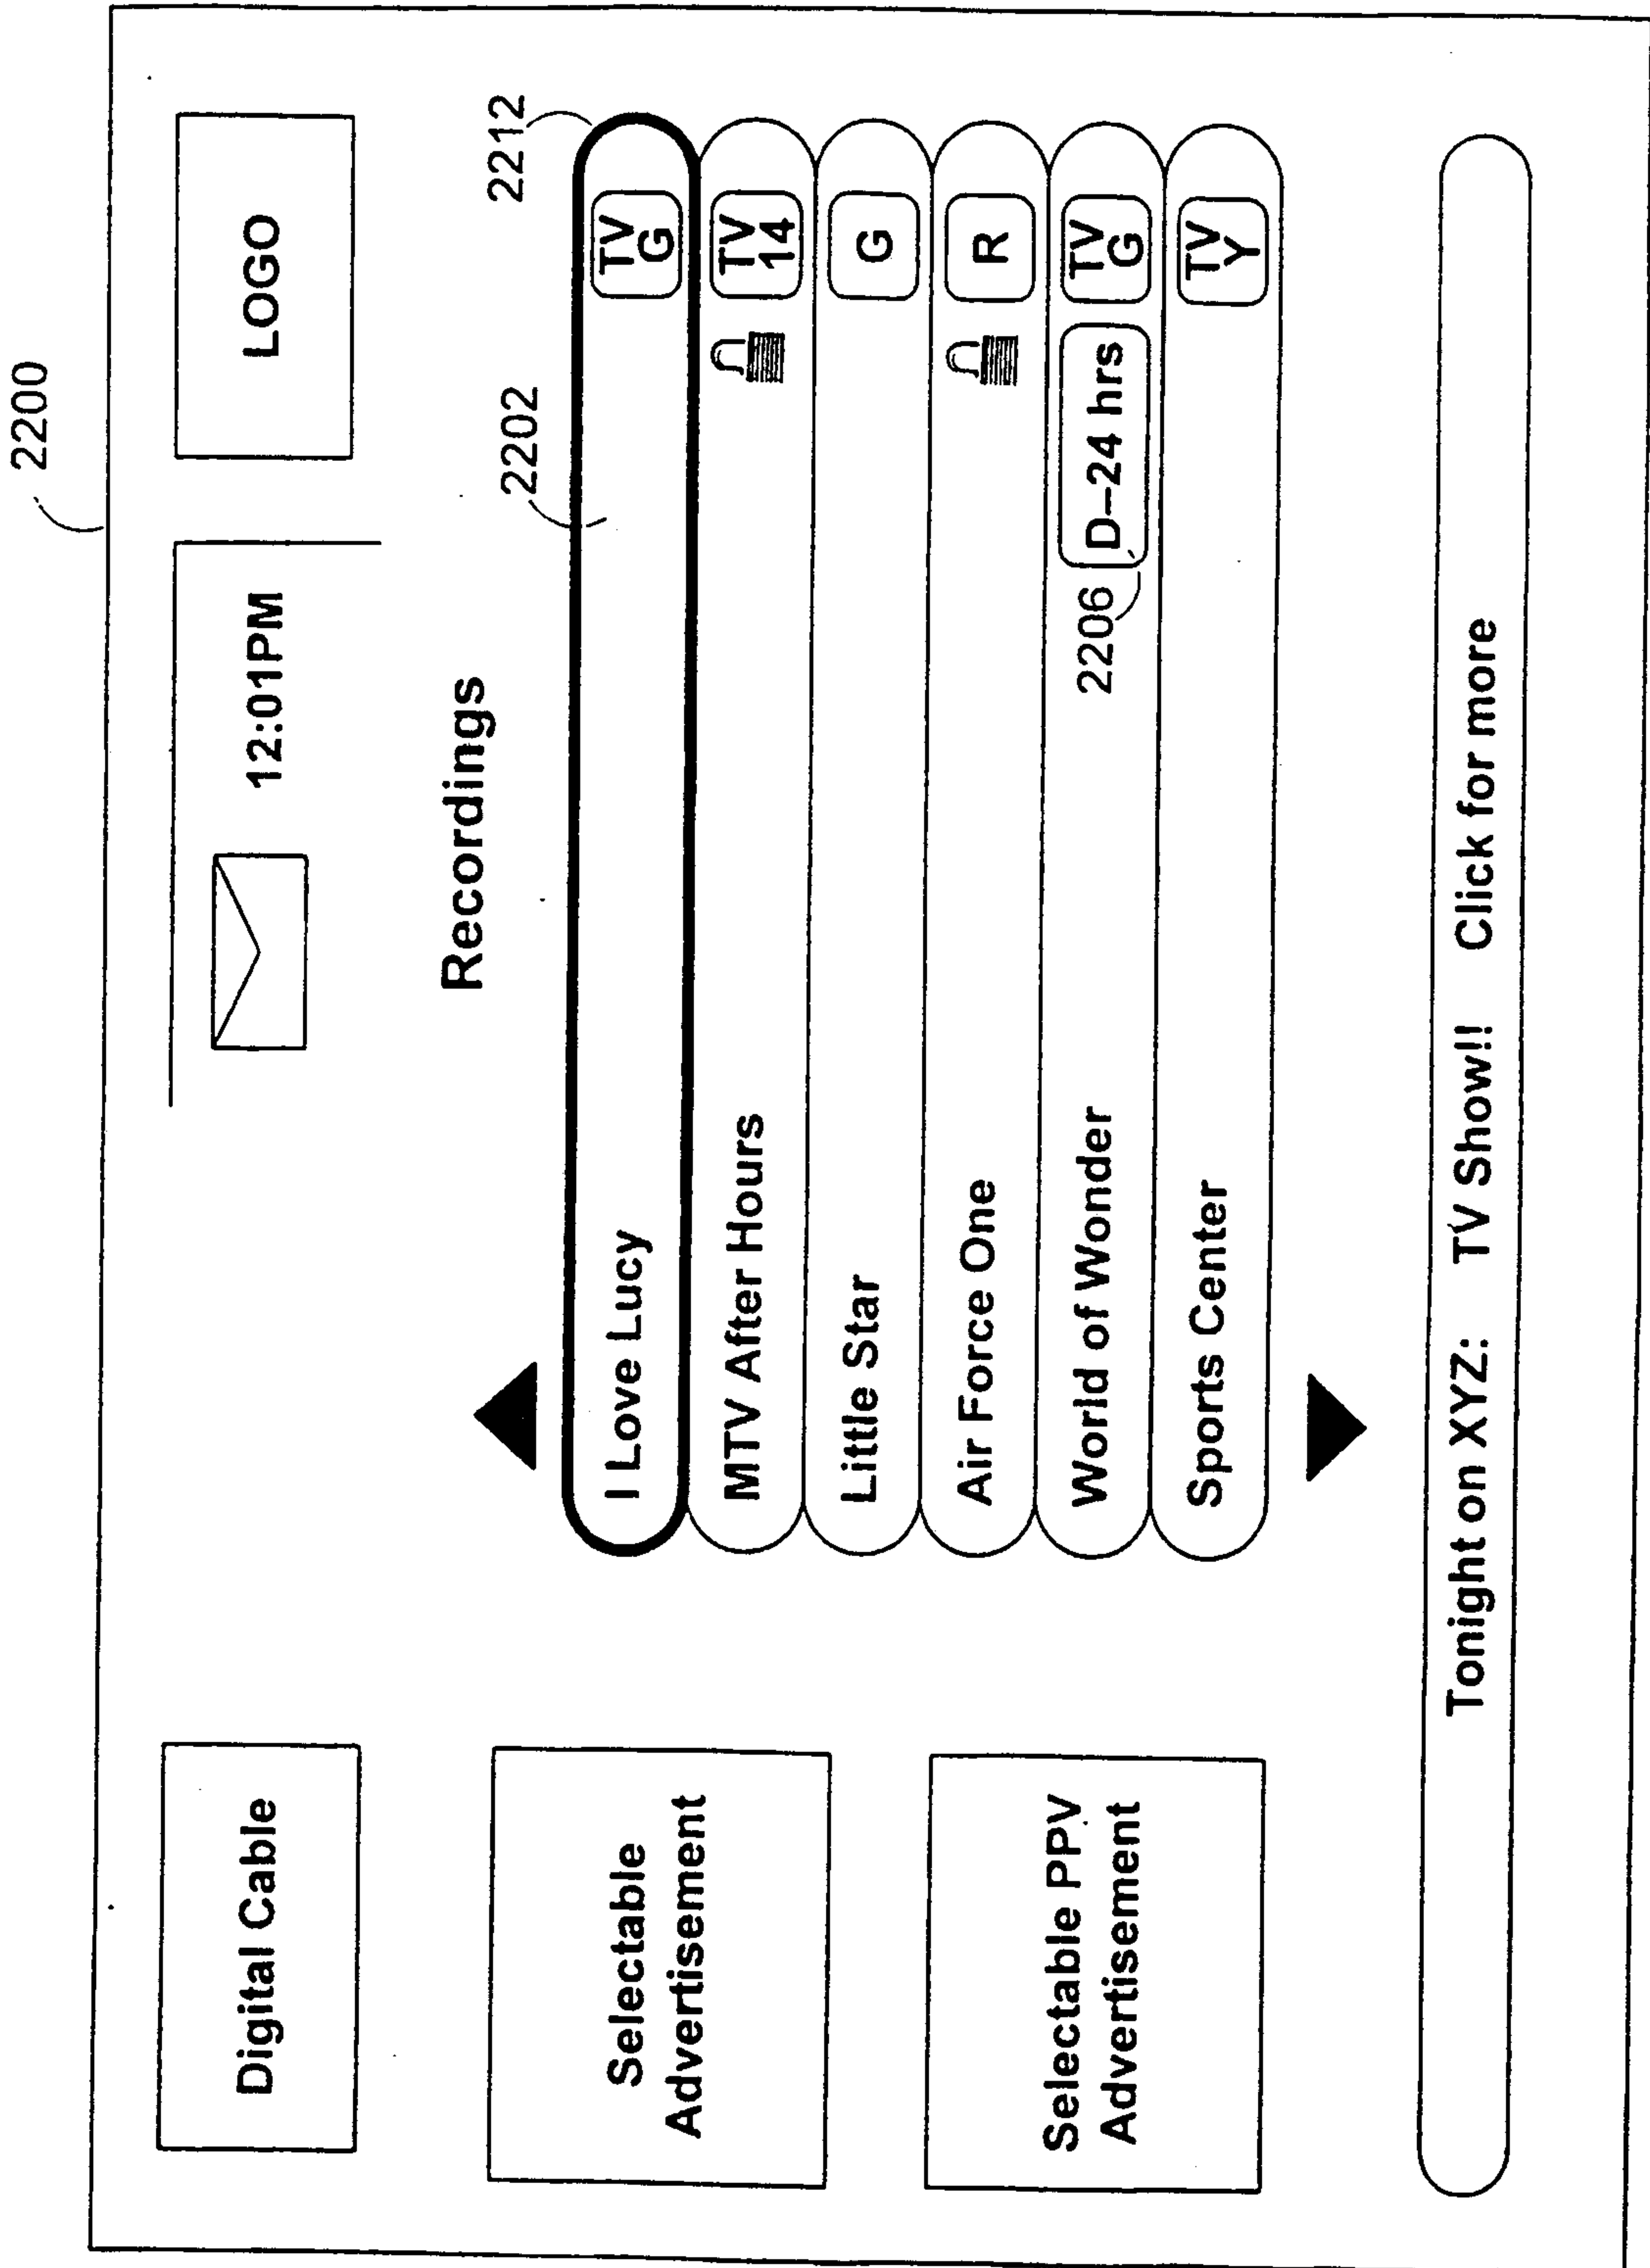 2200
Digital Cable
12:01PM
LOGO
Recordings
2202
2212
Selectable
Advertisement
I Love Lucy
TV
G
MTV After Hours
TV
14
Little Star
G
Selectable PPV
Advertisement
Air Force One
R
World of Wonder
2206
D–24 hrs
TV
G
Sports Center
TV
Y
Tonight on XYZ: TV Show!! Click for more